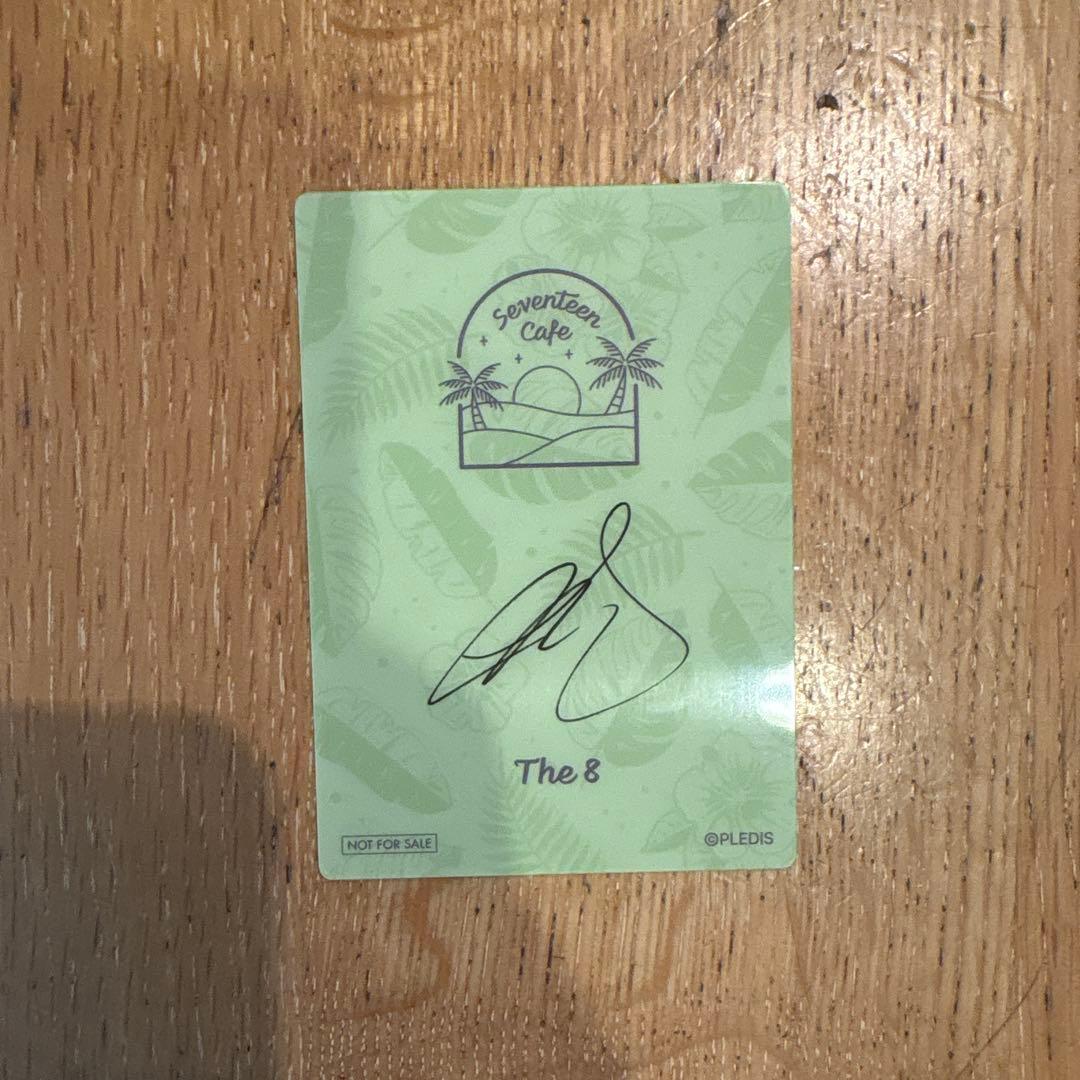 Seventeen
Cafe
The 8
NOT FOR SALE
©PLEDIS